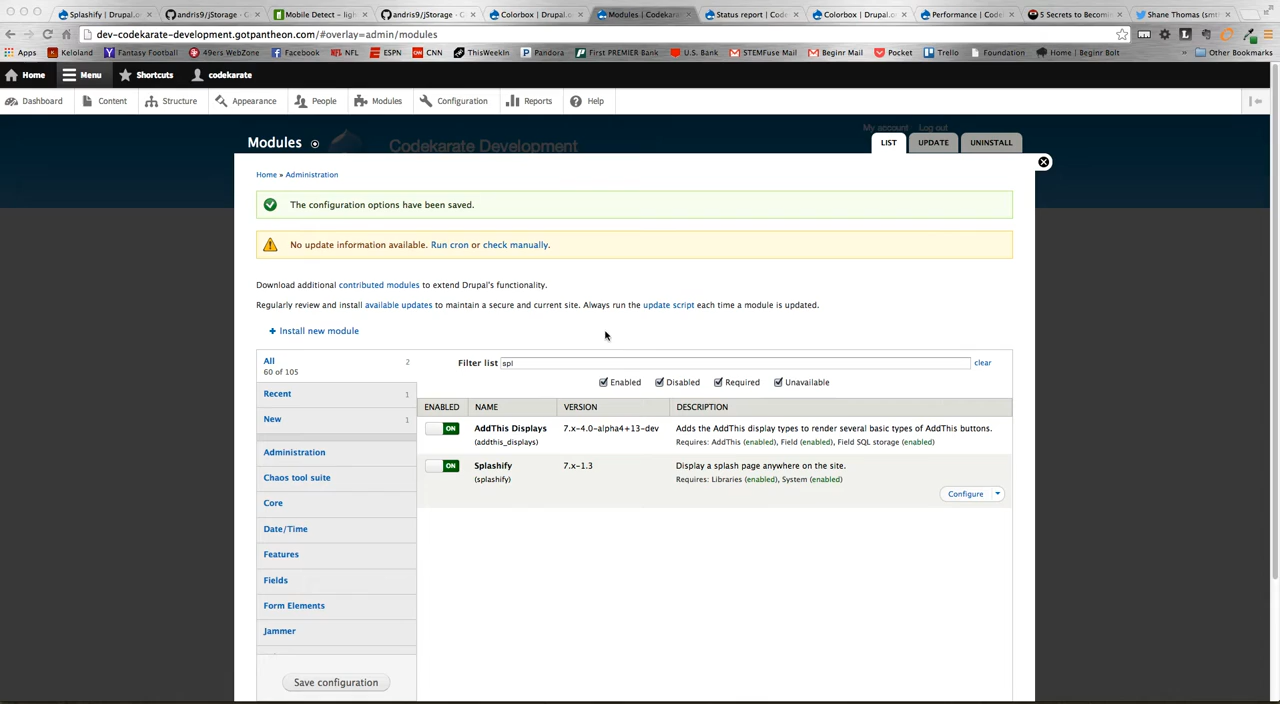 Splashify | Drupal.o
andris9/jStorage · C
Mobile Detect - ligh
andris9/jStorage · C
Colorbox | Drupal.o
Modules | Codekara
Status report | Code
Colorbox | Drupal.o
Performance | Code
5 Secrets to Becomi
Shane Thomas (smt
dev-codekarate-development.gotpantheon.com/#overlay=admin/modules
Apps Keloland Fantasy Football 49ers WebZone Facebook NFL ESPN CNN ThisWeekIn Pandora First PREMIER Bank U.S. Bank STEMFuse Mail Beginr Mail Pocket Trello Foundation Home | Beginr Bolt » Other Bookmarks
Home Menu Shortcuts codekarate
Dashboard Content Structure Appearance People Modules Configuration Reports Help
My account Log out
Modules Codekarate Development LIST UPDATE UNINSTALL
Home » Administration
The configuration options have been saved.
No update information available. Run cron or check manually.
Download additional contributed modules to extend Drupal's functionality.
Regularly review and install available updates to maintain a secure and current site. Always run the update script each time a module is updated.
+ Install new module
All 2
60 of 105
Filter list spl clear
Enabled Disabled Required Unavailable
Recent 1
New 1
Administration
Chaos tool suite
Core
Date/Time
Features
Fields
Form Elements
Jammer
Save configuration
ENABLED NAME VERSION DESCRIPTION
ON AddThis Displays 7.x-4.0-alpha4+13-dev Adds the AddThis display types to render several basic types of AddThis buttons.
(addthis_displays) Requires: AddThis (enabled), Field (enabled), Field SQL storage (enabled)
ON Splashify 7.x-1.3 Display a splash page anywhere on the site.
(splashify) Requires: Libraries (enabled), System (enabled)
Configure